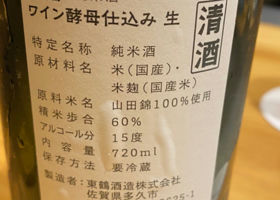 ワイン酵母仕込み 生
清酒
特定名称 : 純米酒
原材料名 : 米(国産)・
米麹(国産米)
原料米名 : 山田錦100%使用
精米歩合 : 60%
アルコール分 : 15度
内容量 : 720ml
保存方法 : 要冷蔵
製造者 : 東鶴酒造株式会社
佐賀県多久市